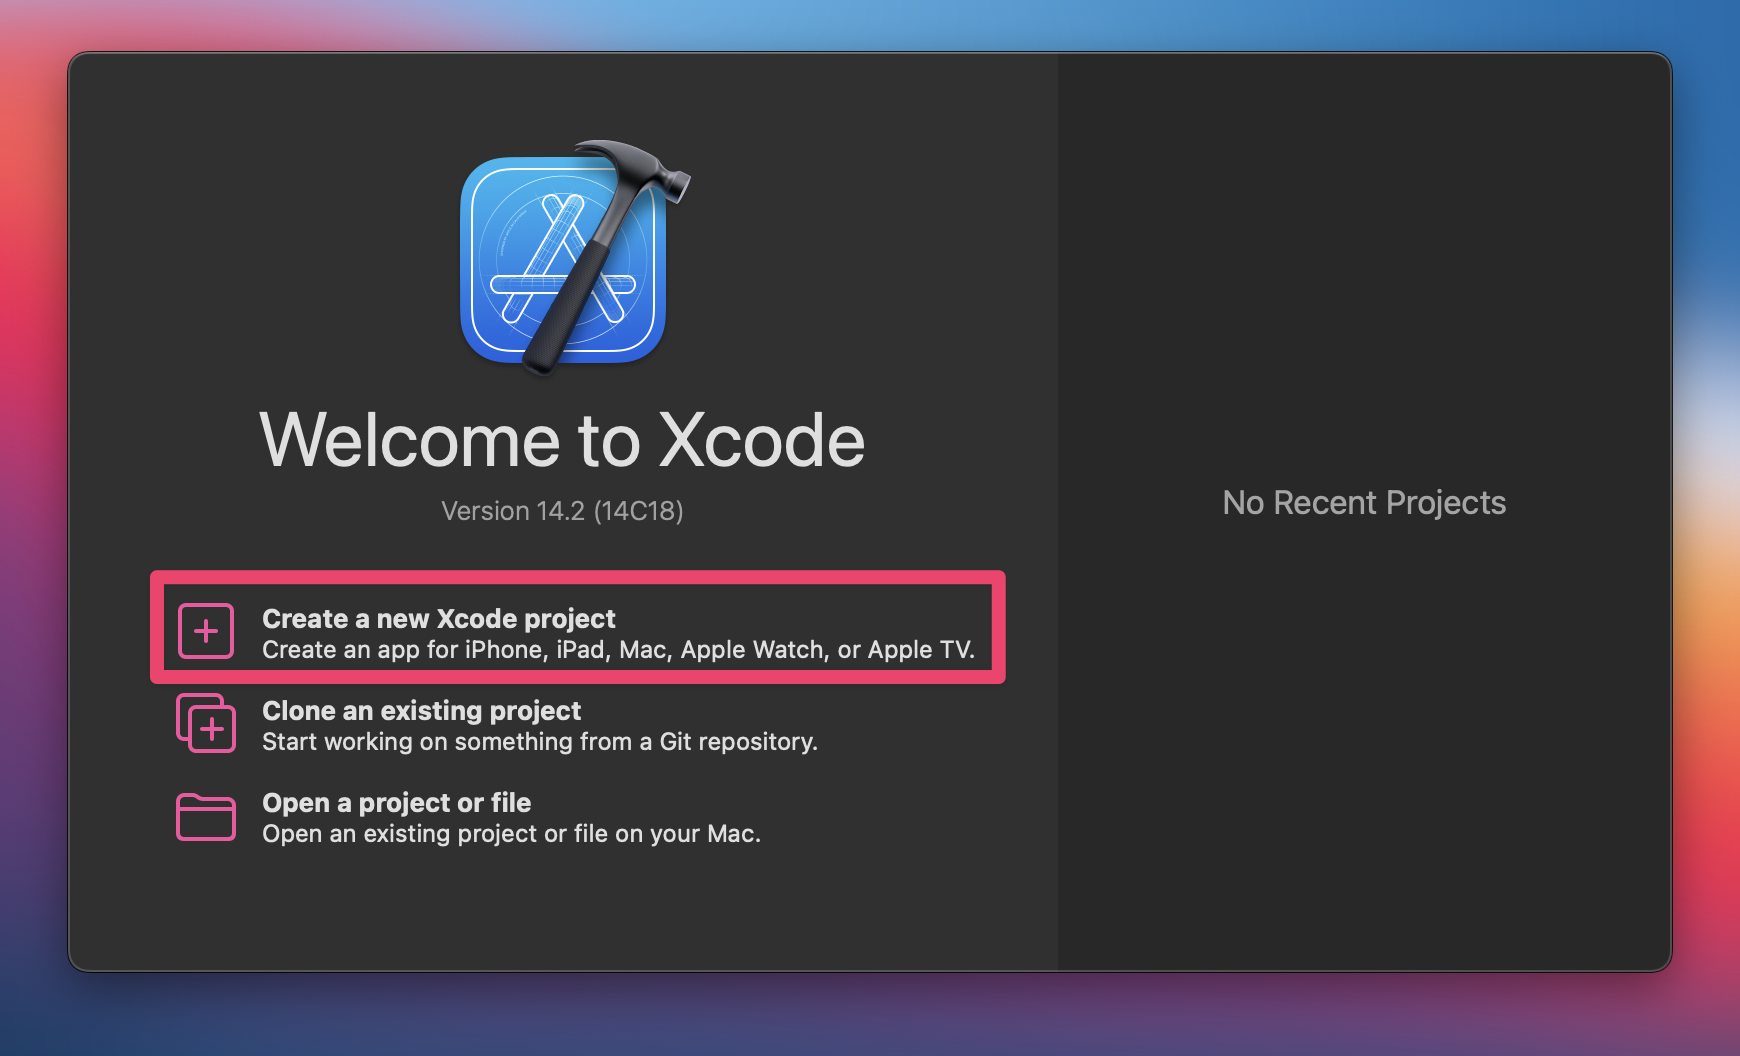 Welcome to Xcode
Version 14.2 (14C18)
Create a new Xcode project
Create an app for iPhone, iPad, Mac, Apple Watch, or Apple TV.
Clone an existing project
Start working on something from a Git repository.
Open a project or file
Open an existing project or file on your Mac.
No Recent Projects